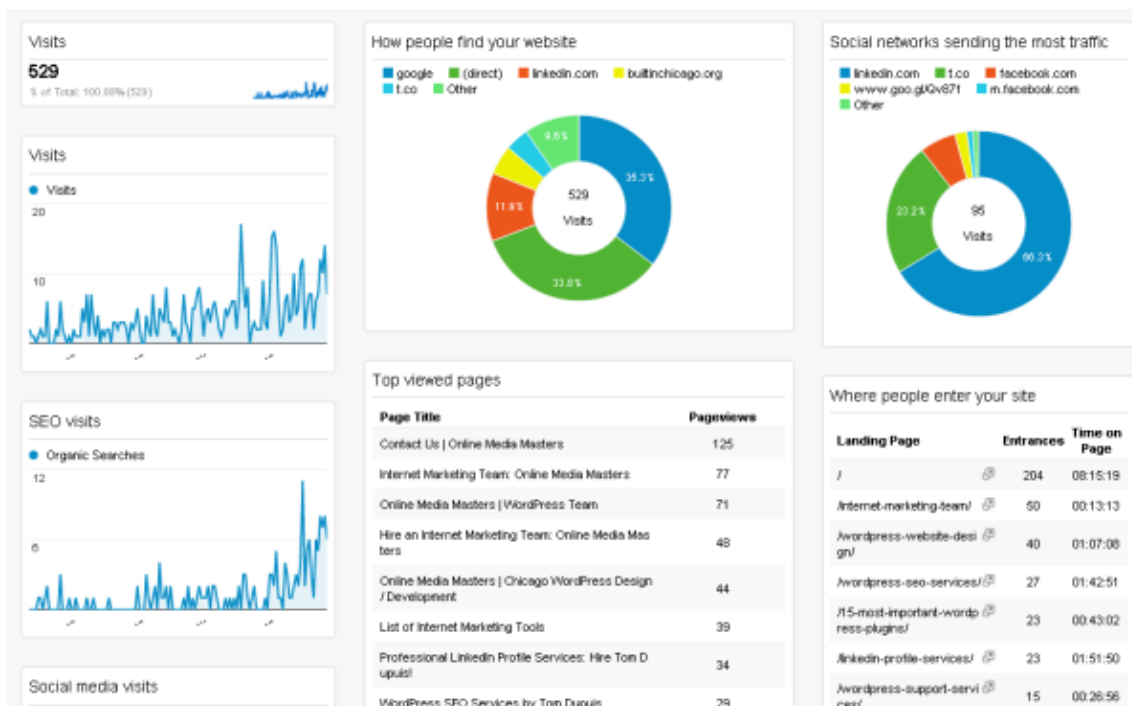 Visits
529
% of Total: 100.00% (529)
Visits
Visits
20
10
SEO visits
Organic Searches
12
6
Social media visits
How people find your website
google (direct) linkedin.com builtinchicago.org
t.co Other
9.6%
35.3%
11.9%
33.8%
529
Visits
Top viewed pages
Page Title Pageviews
Contact Us | Online Media Masters 125
Internet Marketing Team: Online Media Masters 77
Online Media Masters | WordPress Team 71
Hire an Internet Marketing Team: Online Media Mas
ters 48
Online Media Masters | Chicago WordPress Design
/ Development 44
List of Internet Marketing Tools 39
Professional LinkedIn Profile Services: Hire Tom D
upuis! 34
WordPress SEO Services by Tom Dupuis 29
Social networks sending the most traffic
linkedin.com t.co facebook.com
www.goo.gl/Qv871 m.facebook.com
Other
23.2%
95
Visits
66.3%
Where people enter your site
Landing Page Entrances Time on
Page
/ 204 08:15:19
/internet-marketing-team/ 50 00:13:13
/wordpress-website-desi
gn/ 40 01:07:08
/wordpress-seo-services/ 27 01:42:51
/15-most-important-wordp
ress-plugins/ 23 00:43:02
/linkedin-profile-services/ 23 01:51:50
/wordpress-support-servi
ces/ 15 00:26:56